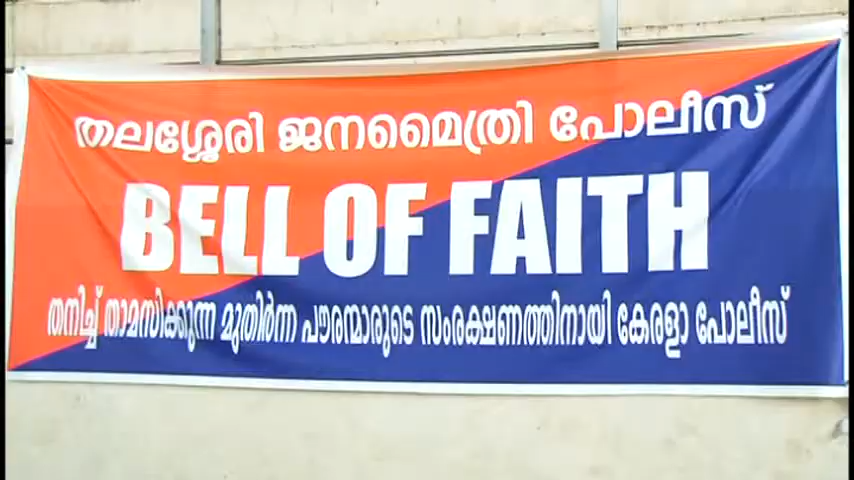 തലശ്ശേരി ജനമൈത്രി പോലീസ്
BELL OF FAITH
തനിച്ച് താമസിക്കുന്ന മുതിർന്ന പൗരന്മാരുടെ സംരക്ഷണത്തിനായി കേരളാ പോലീസ്